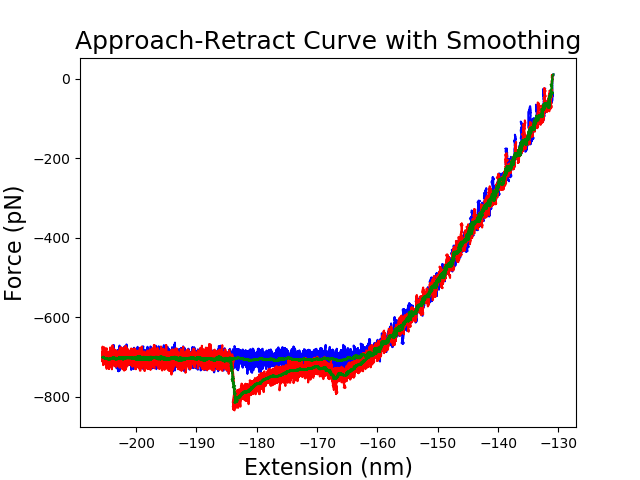 Approach-Retract Curve with Smoothing
0
−200
−400
−600
−800
Force (pN)
−200 −190 −180 −170 −160 −150 −140 −130
Extension (nm)